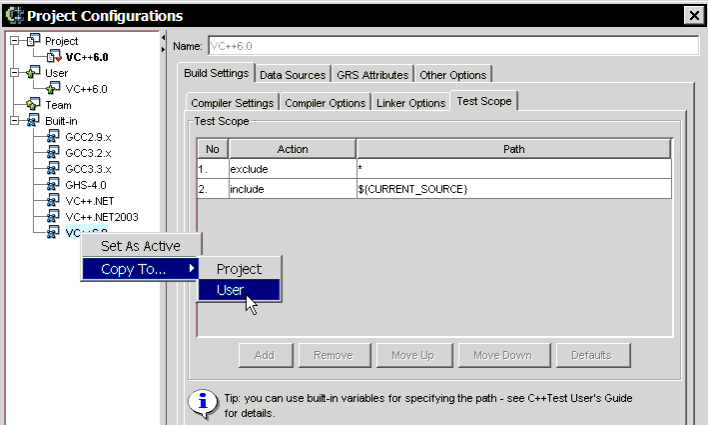 Project Configurations
Project
VC++6.0
User
VC++6.0
Team
Built-in
GCC2.9.x
GCC3.2.x
GCC3.3.x
GHS-4.0
VC++.NET
VC++.NET2003
VC++6.0
Set As Active
Copy To...
Project
User
Name: VC++6.0
Build Settings Data Sources GRS Attributes Other Options
Compiler Settings Compiler Options Linker Options Test Scope
Test Scope
No Action Path
1. exclude *
2. include ${CURRENT_SOURCE}
Add Remove Move Up Move Down Defaults
Tip: you can use built-in variables for specifying the path - see C++Test User's Guide
for details.